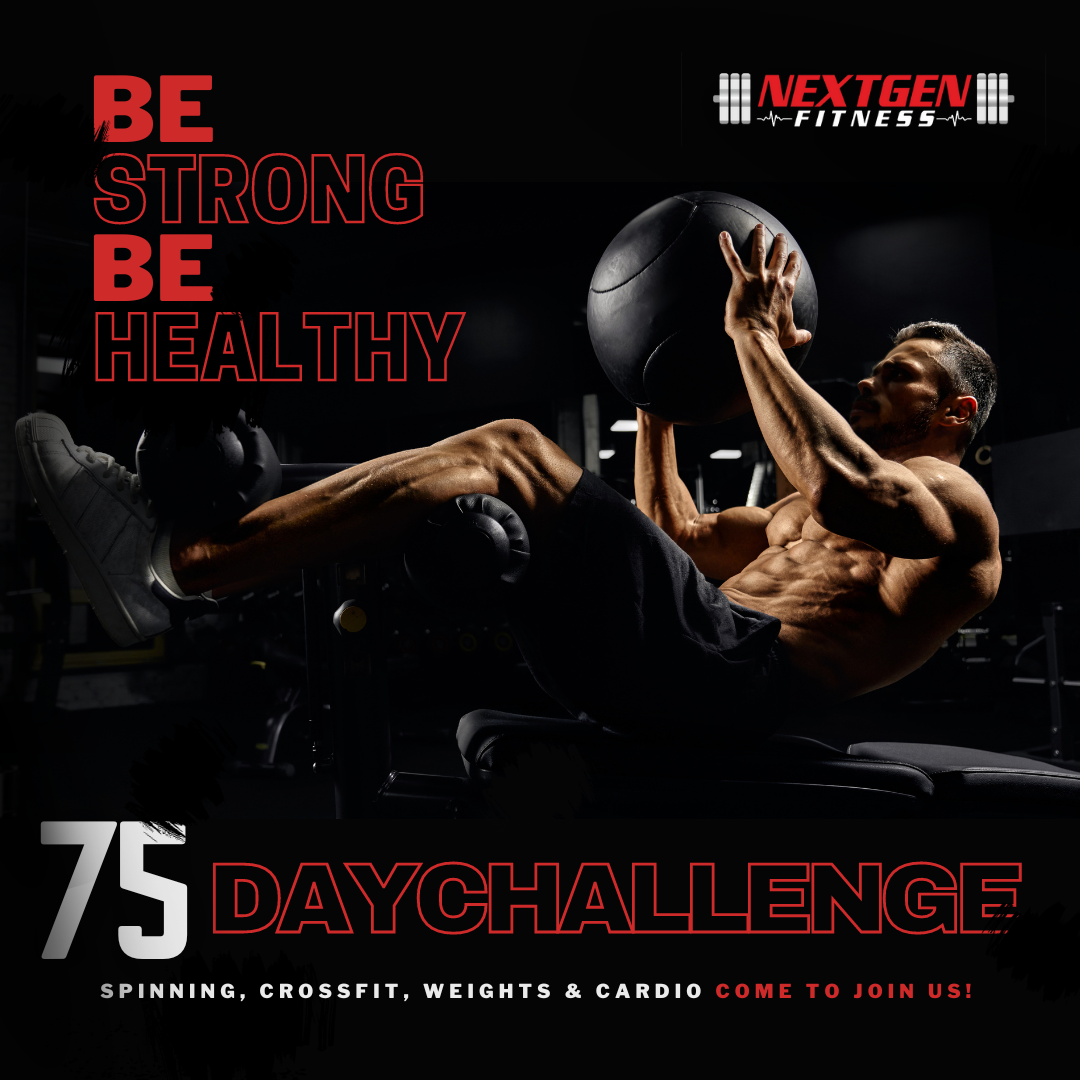 BE
STRONG
BE
HEALTHY
NEXTGEN
FITNESS
75 DAYCHALLENGE
SPINNING, CROSSFIT, WEIGHTS & CARDIO COME TO JOIN US!